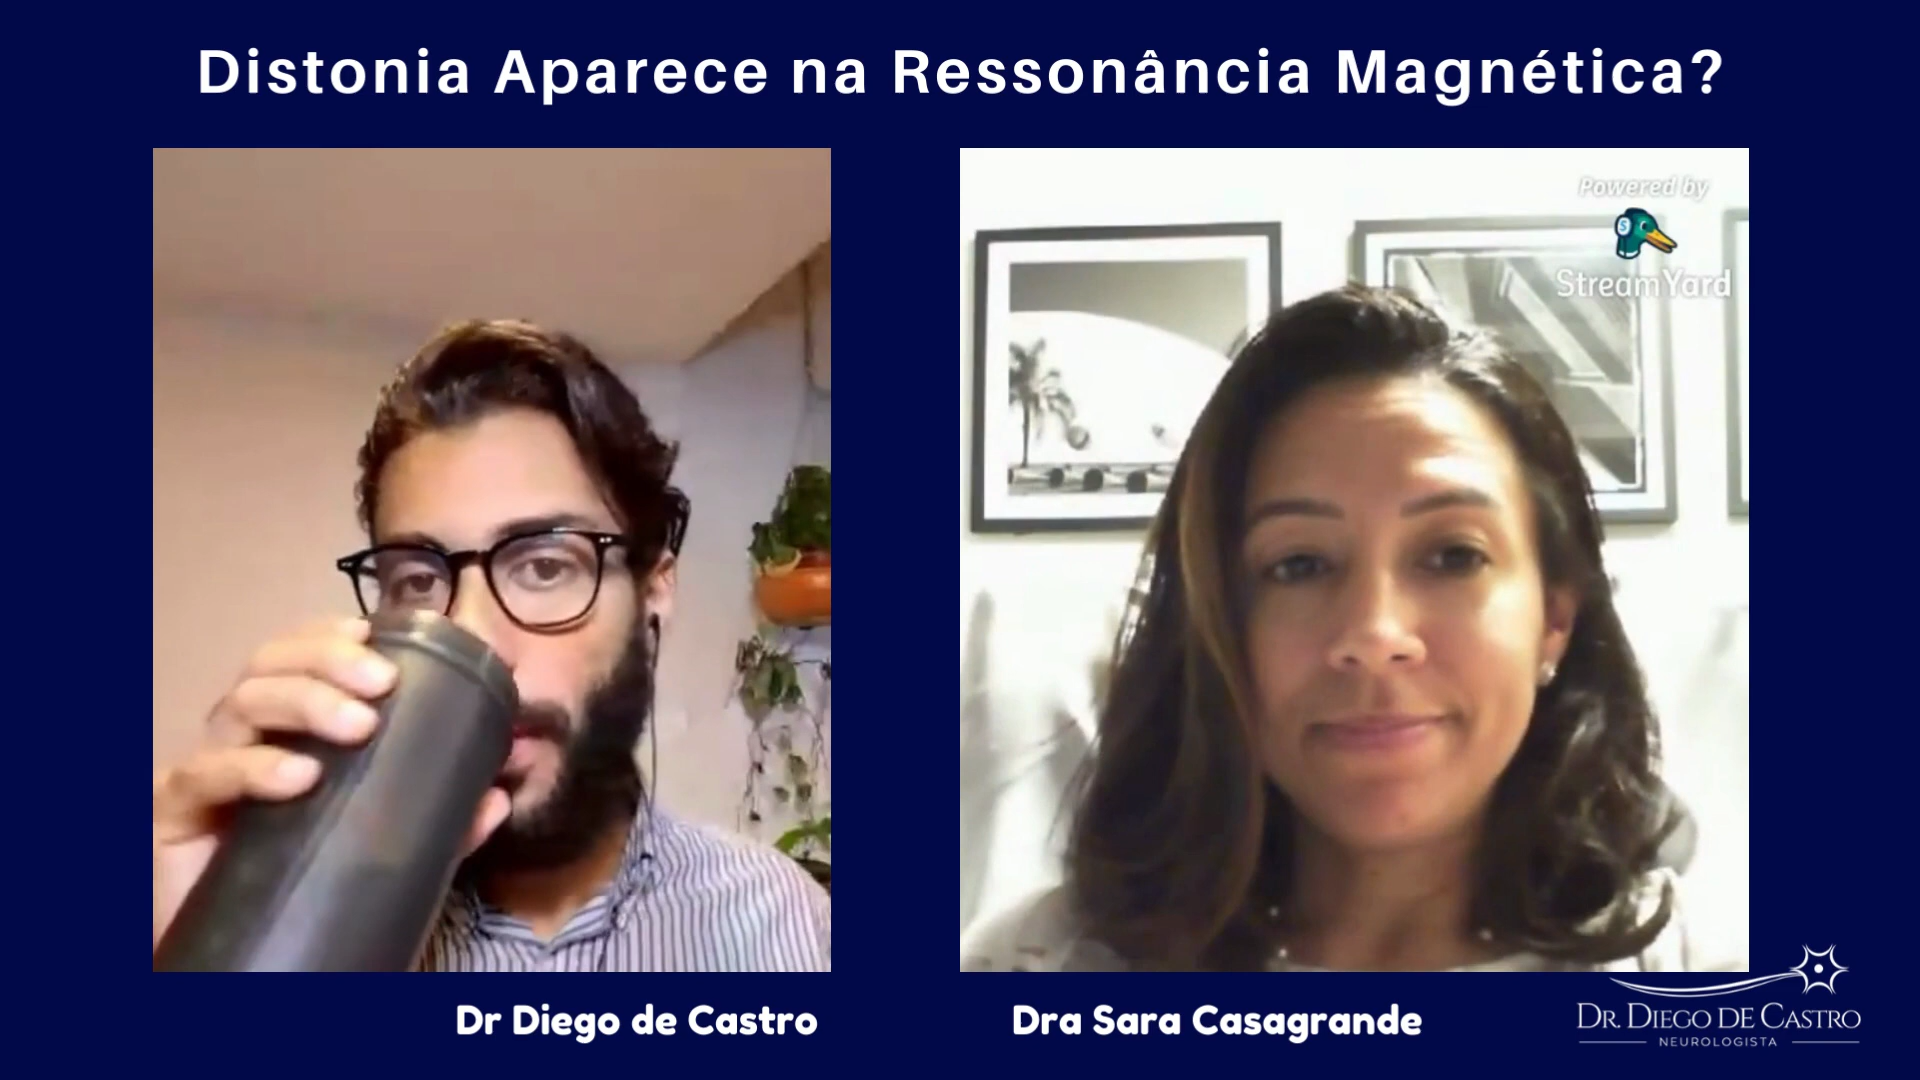 Distonia Aparece na Ressonância Magnética?
Powered by
S
StreamYard
Dr Diego de Castro
Dra Sara Casagrande
DR. DIEGO DE CASTRO
NEUROLOGISTA